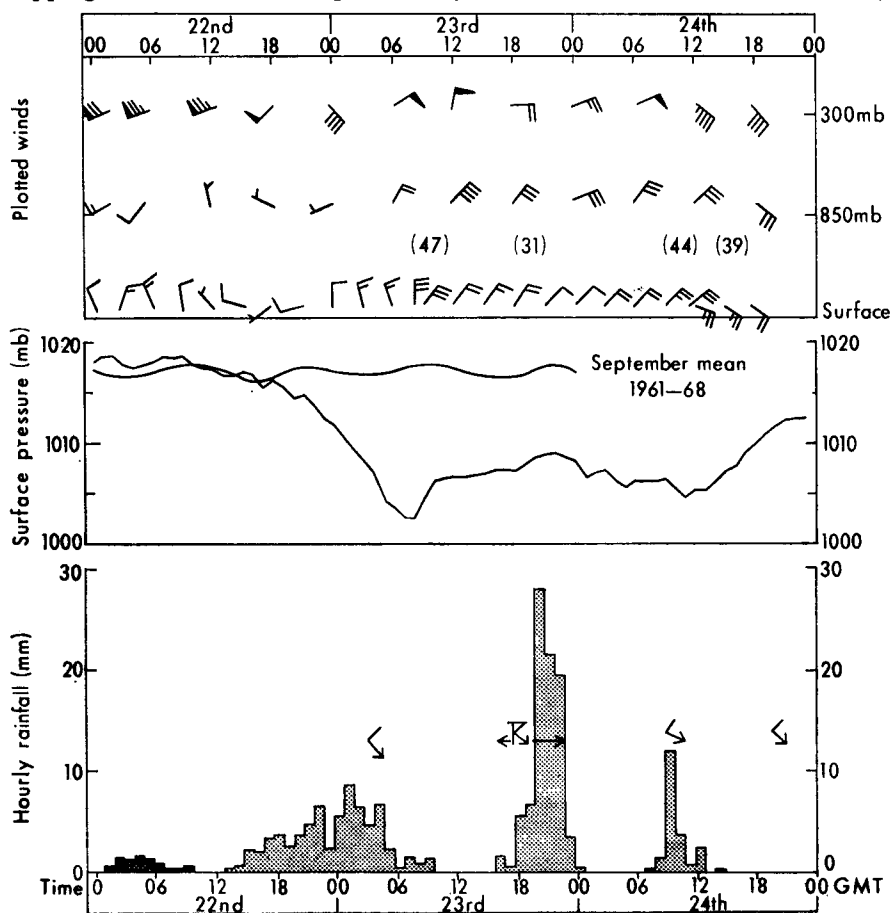 22nd 23rd 24th
00 06 12 18 00 06 12 18 00 06 12 18 00
Plotted winds
300mb
850mb
(47) (31) (44) (39)
Surface
Surface pressure (mb)
1020 1020
September mean
1961–68
1010 1010
1000 1000
Hourly rainfall (mm)
30 30
20 20
10 10
0 0
Time 0 06 12 18 00 06 12 18 00 06 12 18 00 GMT
22nd 23rd 24th